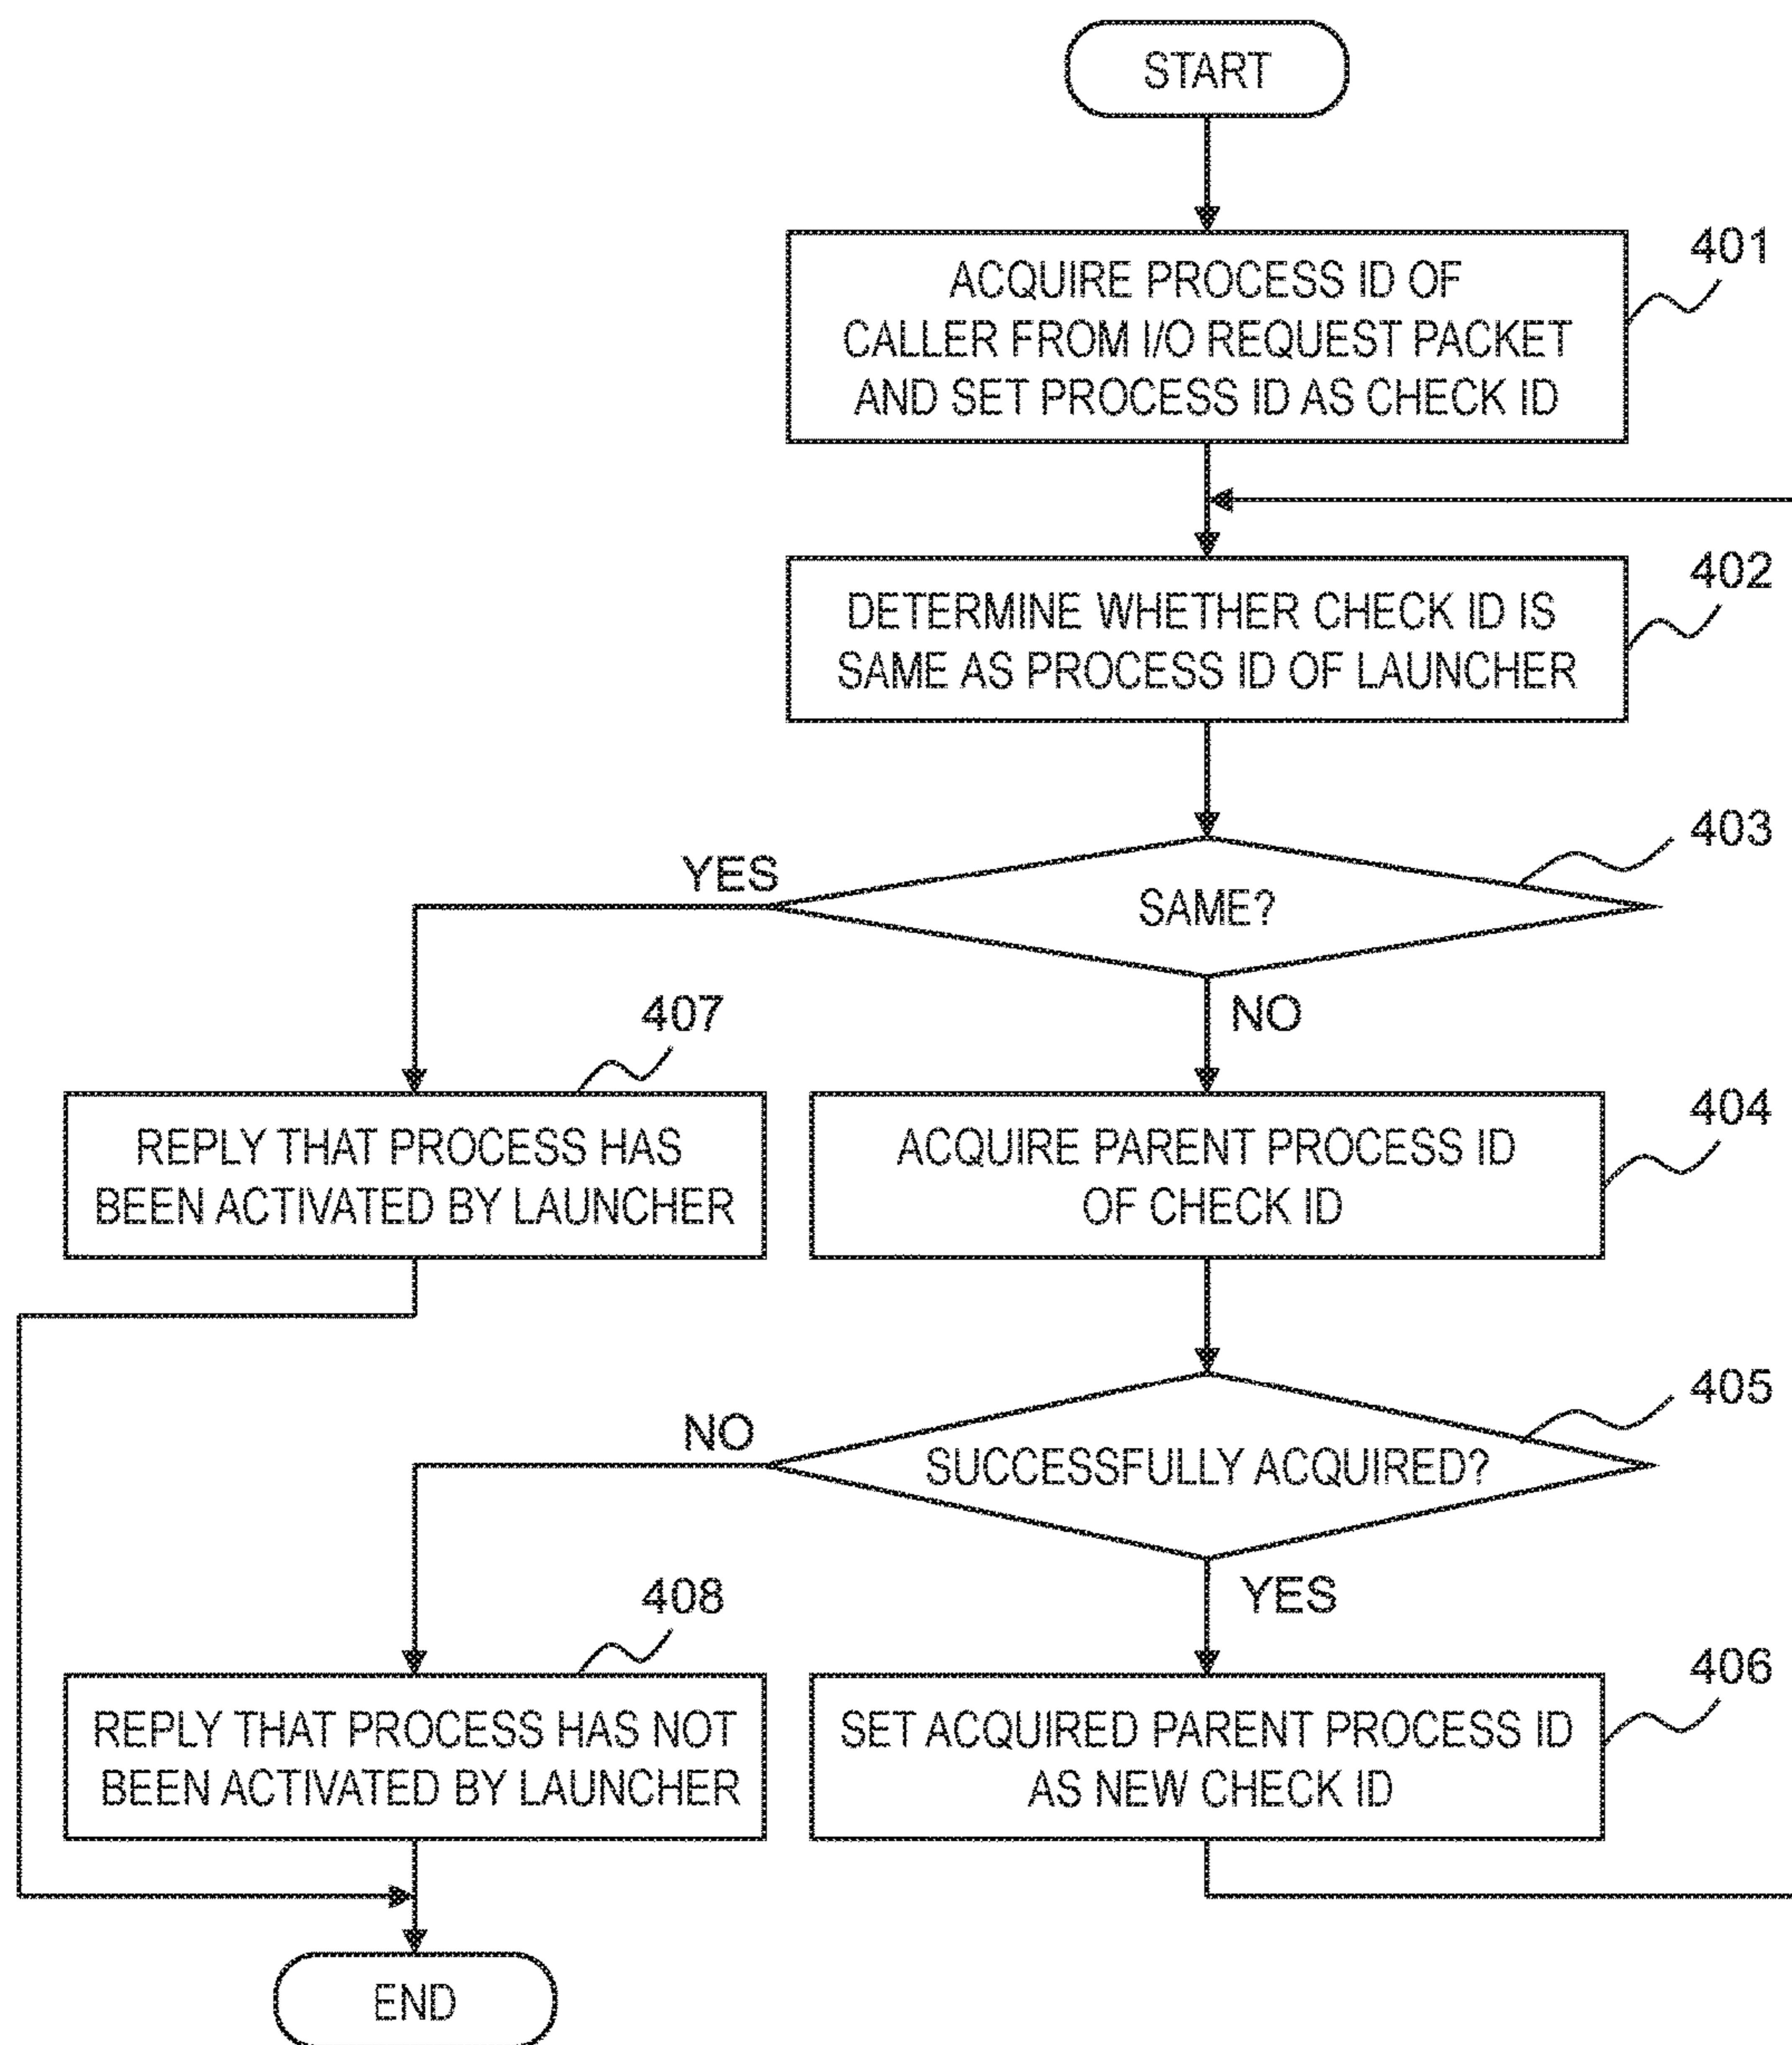 START
401
ACQUIRE PROCESS ID OF
CALLER FROM I/O REQUEST PACKET
AND SET PROCESS ID AS CHECK ID
402
DETERMINE WHETHER CHECK ID IS
SAME AS PROCESS ID OF LAUNCHER
403
YES
SAME?
NO
407
REPLY THAT PROCESS HAS
BEEN ACTIVATED BY LAUNCHER
404
ACQUIRE PARENT PROCESS ID
OF CHECK ID
405
NO
SUCCESSFULLY ACQUIRED?
YES
408
REPLY THAT PROCESS HAS NOT
BEEN ACTIVATED BY LAUNCHER
406
SET ACQUIRED PARENT PROCESS ID
AS NEW CHECK ID
END